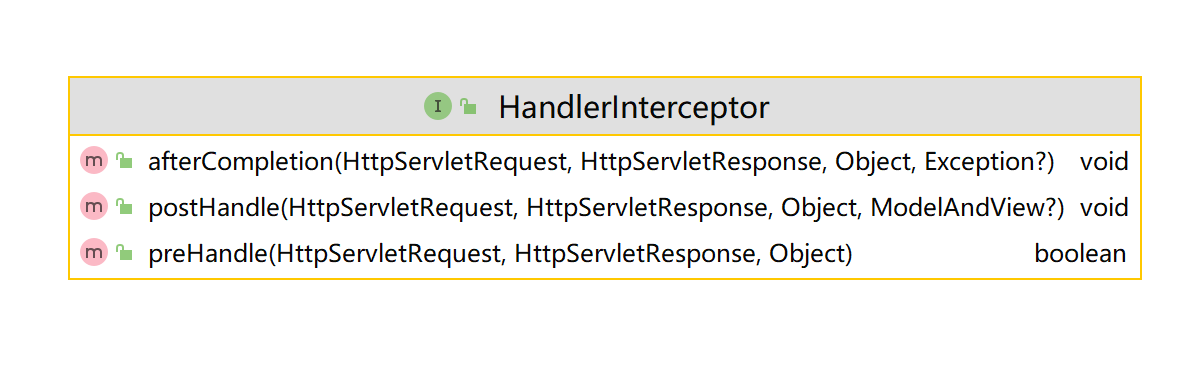 I HandlerInterceptor
m afterCompletion(HttpServletRequest, HttpServletResponse, Object, Exception?) void
m postHandle(HttpServletRequest, HttpServletResponse, Object, ModelAndView?) void
m preHandle(HttpServletRequest, HttpServletResponse, Object) boolean